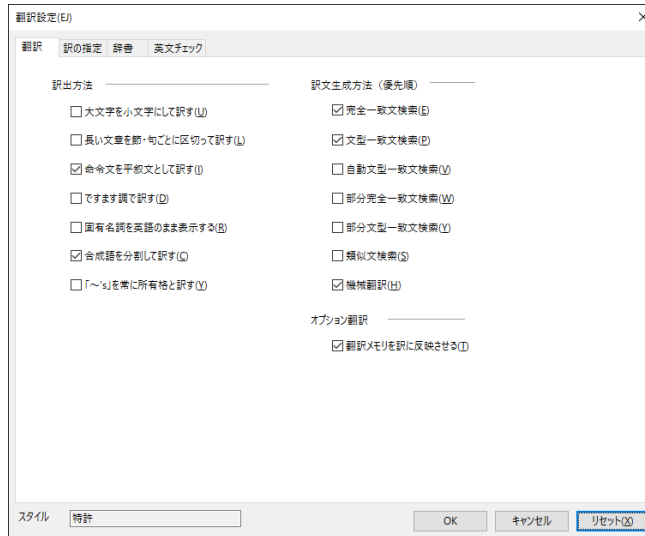 翻訳設定(EJ)
翻訳 訳の指定 辞書 英文チェック
訳出方法
大文字を小文字にして訳す(U)
長い文章を節・句ごとに区切って訳す(L)
命令文を平叙文として訳す(I)
ですます調で訳す(D)
固有名詞を英語のまま表示する(R)
合成語を分割して訳す(C)
「～'s」を常に所有格と訳す(Y)
訳文生成方法（優先順）
完全一致文検索(E)
文型一致文検索(P)
自動文型一致文検索(V)
部分完全一致文検索(W)
部分文型一致文検索(Y)
類似文検索(S)
機械翻訳(H)
オプション翻訳
翻訳メモリを訳に反映させる(T)
スタイル 特許
OK キャンセル リセット(X)